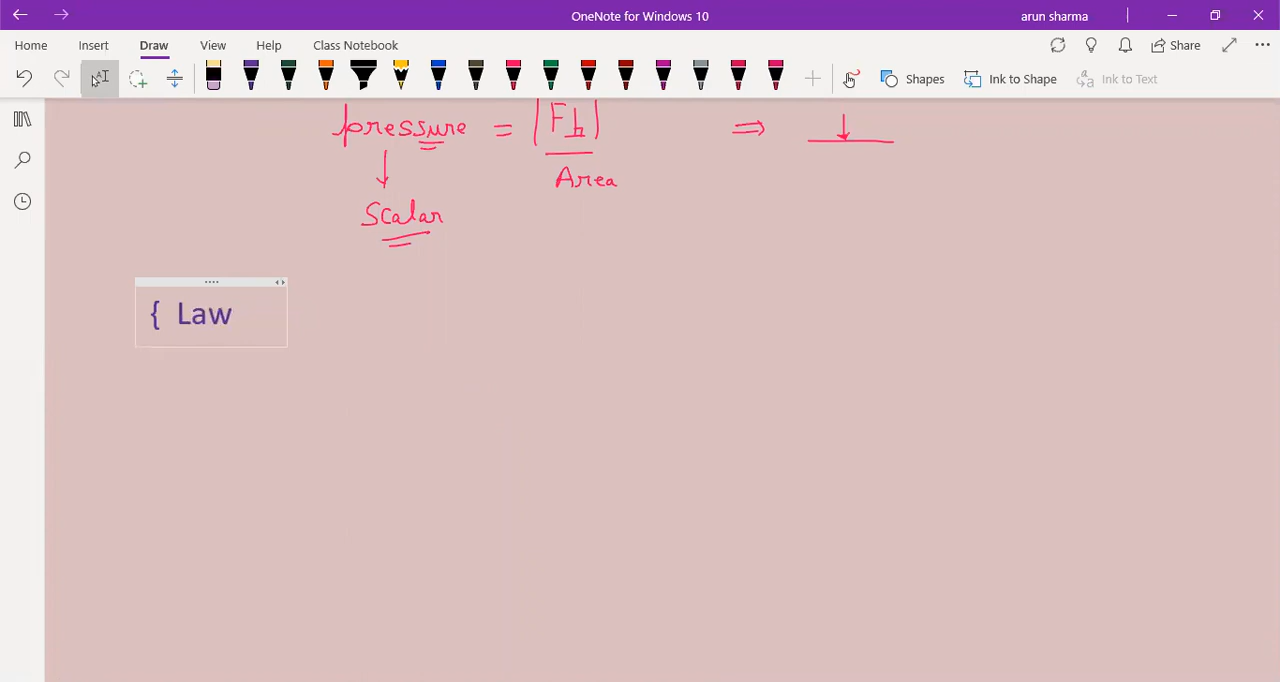 OneNote for Windows 10
arun sharma
Home Insert Draw View Help Class Notebook
Share
Shapes Ink to Shape Ink to Text
pressure = |F⊥| ⇒
Area
Scalar
{ Law